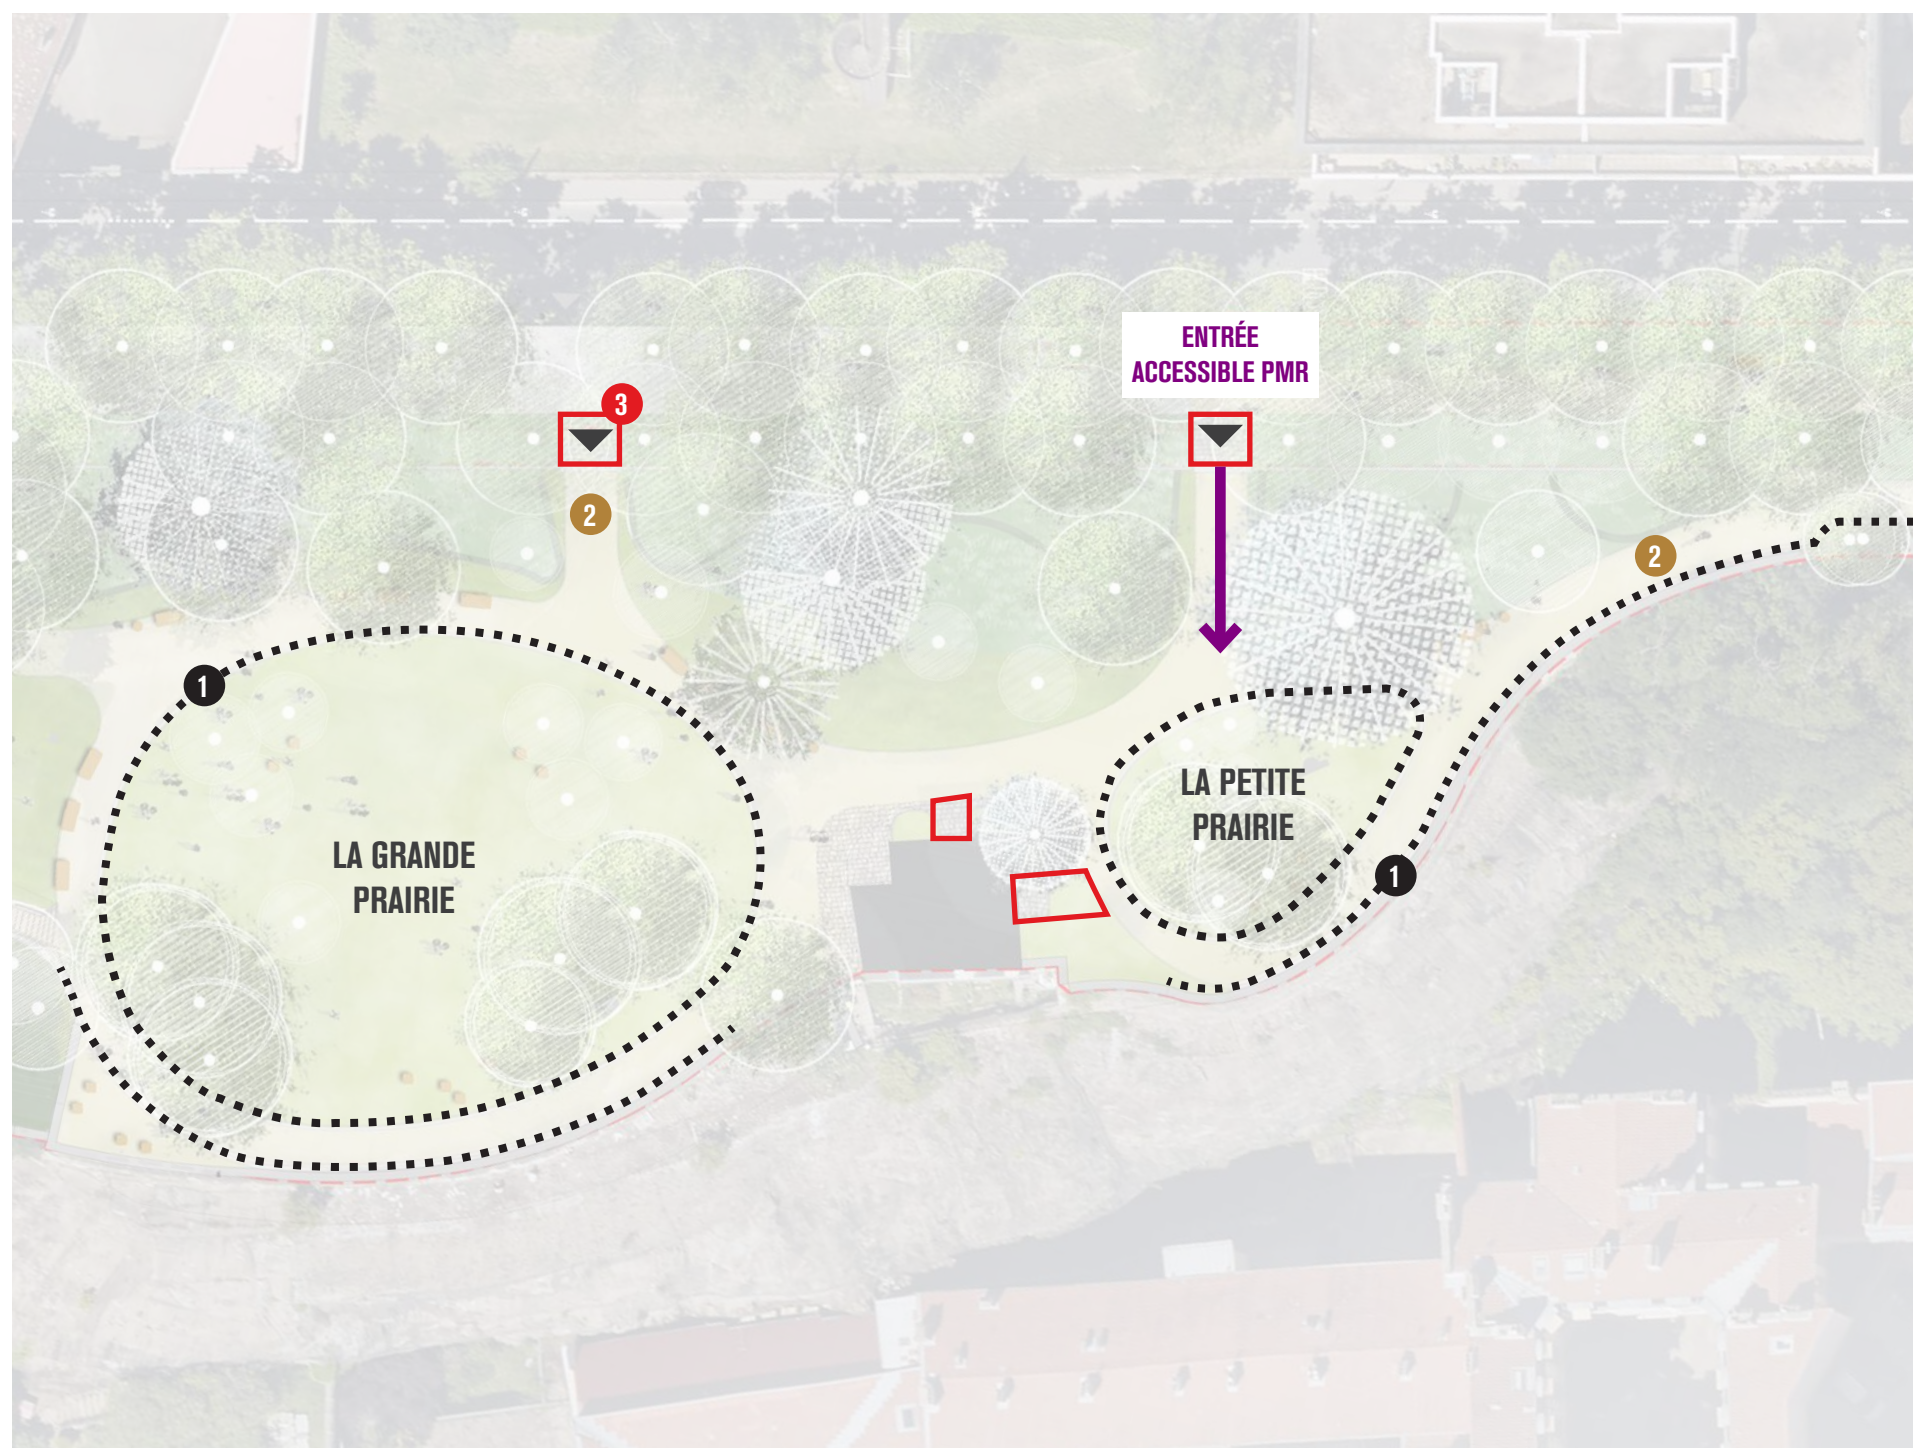 ENTRÉE
ACCESSIBLE PMR
3
2
2
1
LA PETITE
PRAIRIE
LA GRANDE
PRAIRIE
1